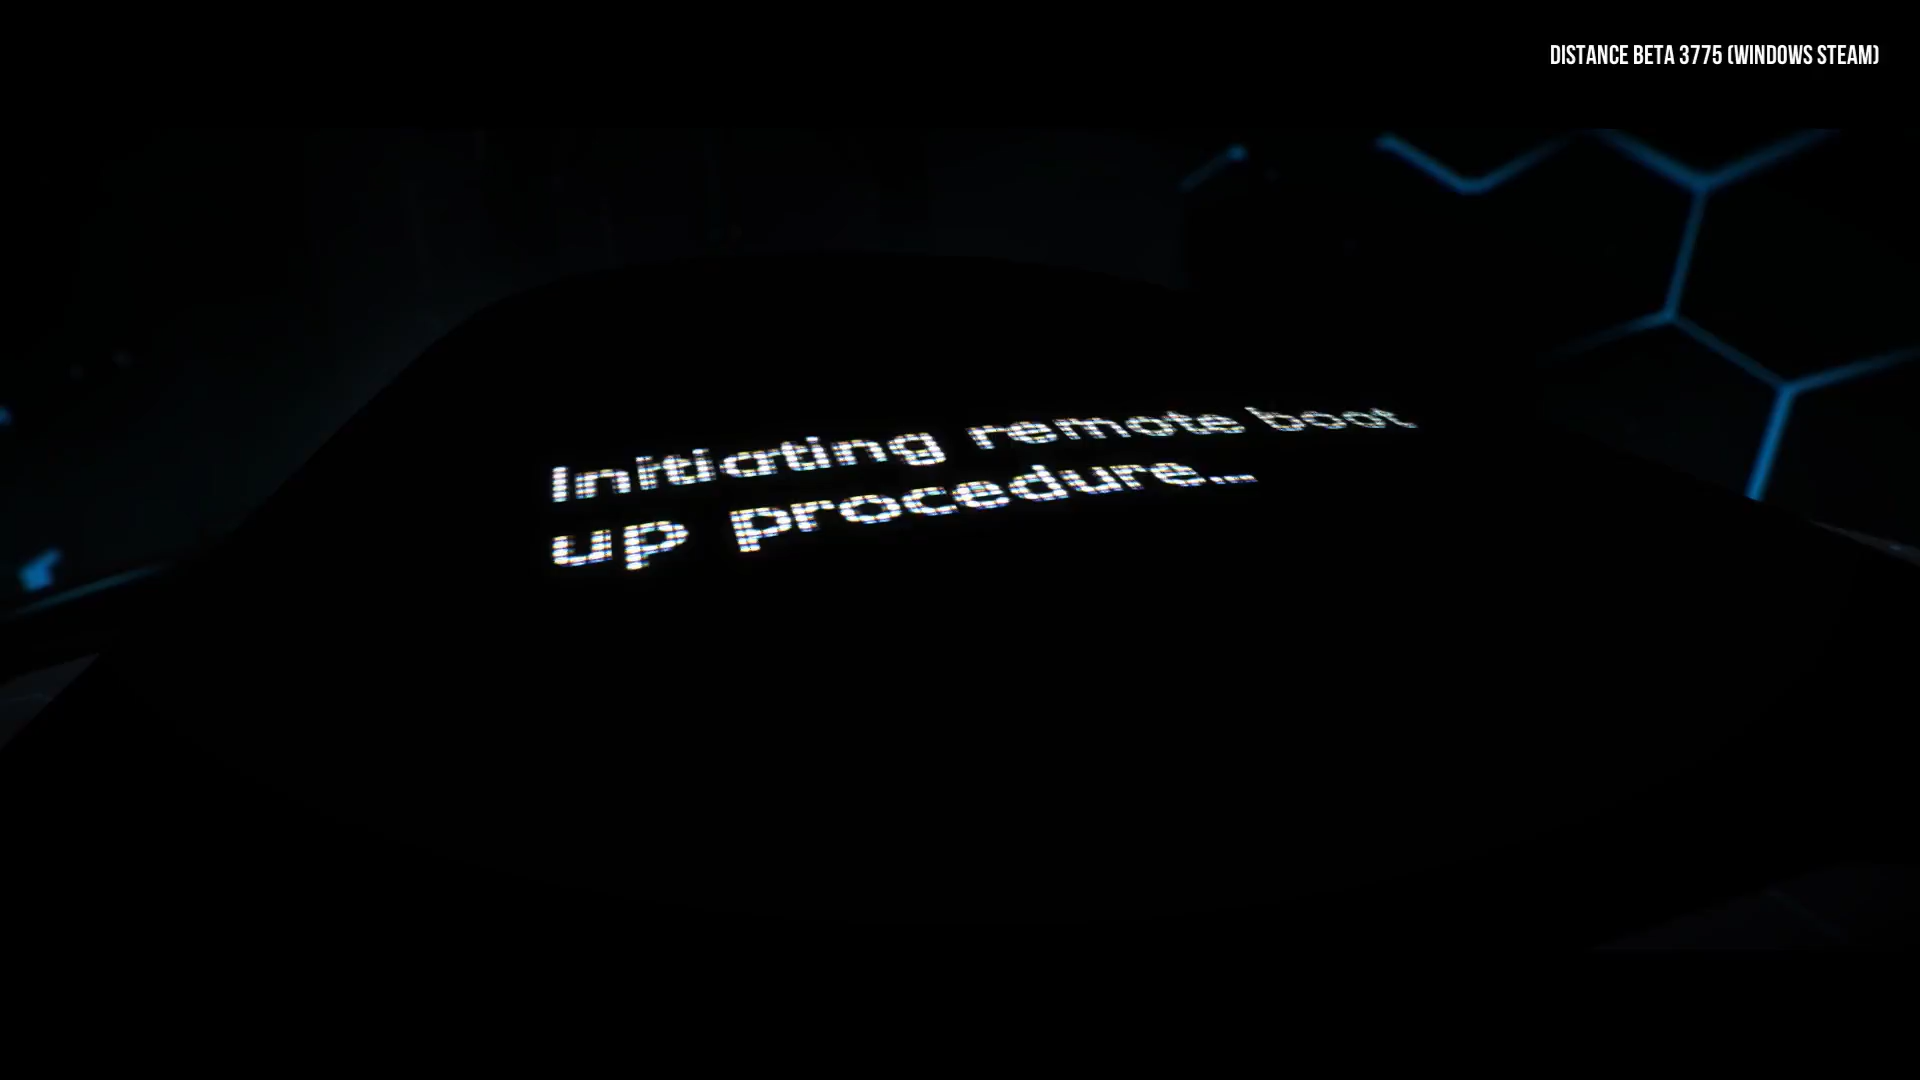 DISTANCE BETA 3775 (WINDOWS STEAM)
Initiating remote boot
up procedure...